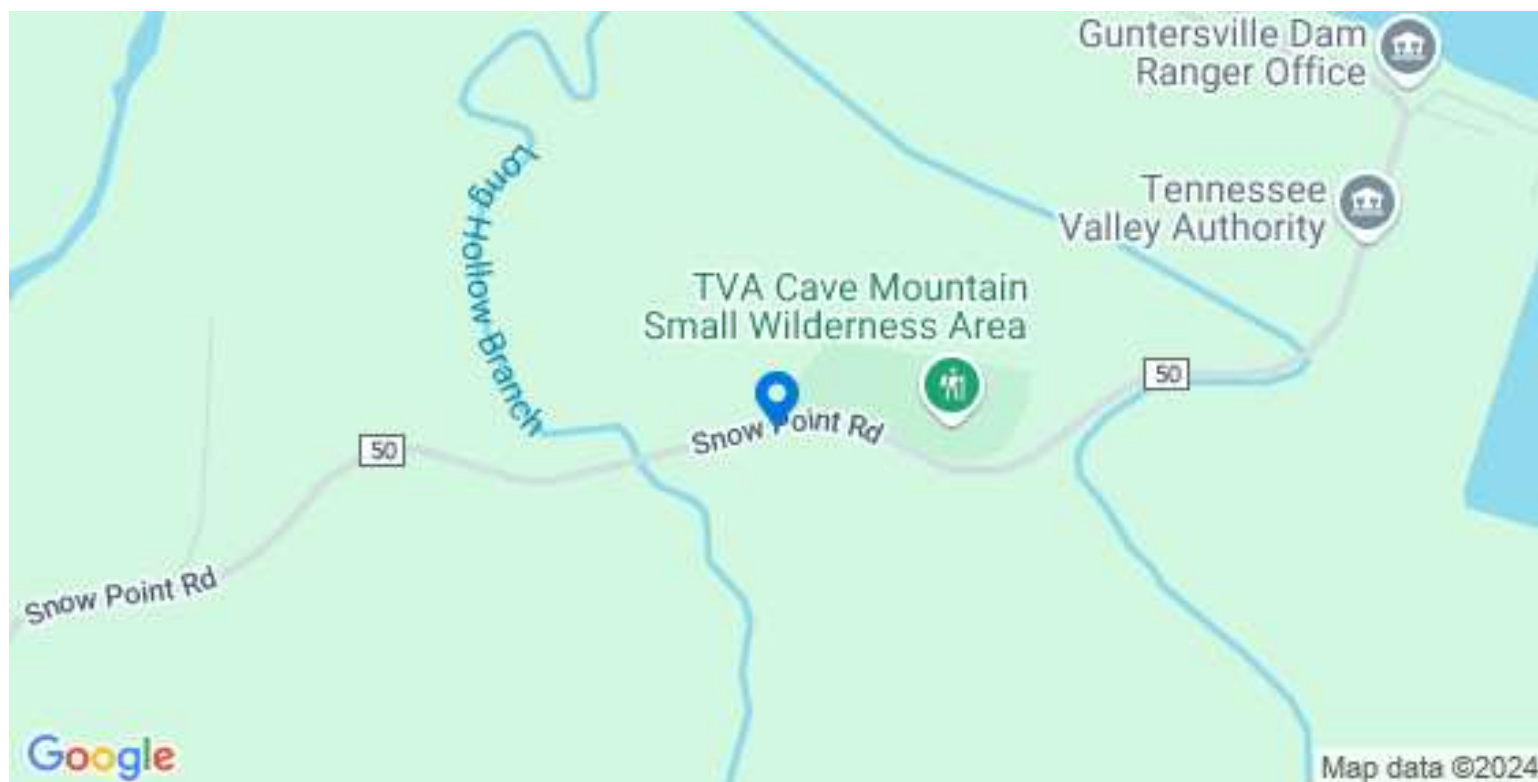 Guntersville Dam
Ranger Office
Long Hollow Branch
Tennessee
Valley Authority
TVA Cave Mountain
Small Wilderness Area
50
Snow Point Rd
50
Snow Point Rd
Google
Map data ©2024